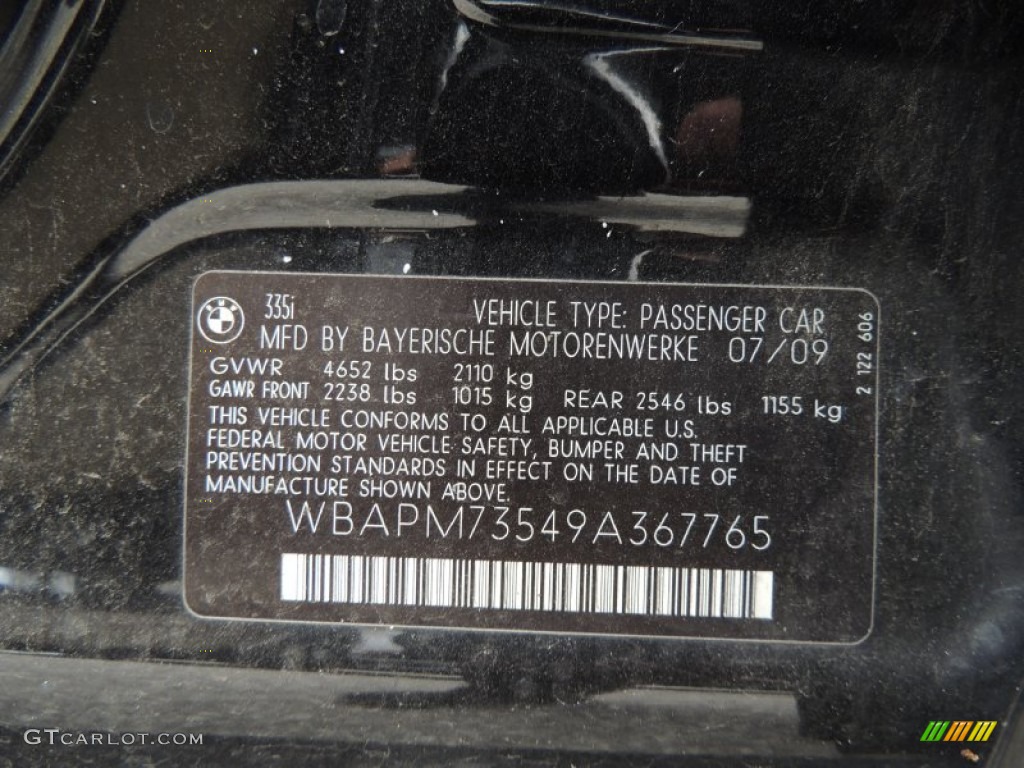 335i VEHICLE TYPE: PASSENGER CAR
MFD BY BAYERISCHE MOTORENWERKE 07/09
GVWR 4652 lbs 2110 kg
GAWR FRONT 2238 lbs 1015 kg REAR 2546 lbs 1155 kg
THIS VEHICLE CONFORMS TO ALL APPLICABLE U.S.
FEDERAL MOTOR VEHICLE SAFETY, BUMPER AND THEFT
PREVENTION STANDARDS IN EFFECT ON THE DATE OF
MANUFACTURE SHOWN ABOVE.
WBAPM73549A367765
2 122 606
GTCARLOT.COM